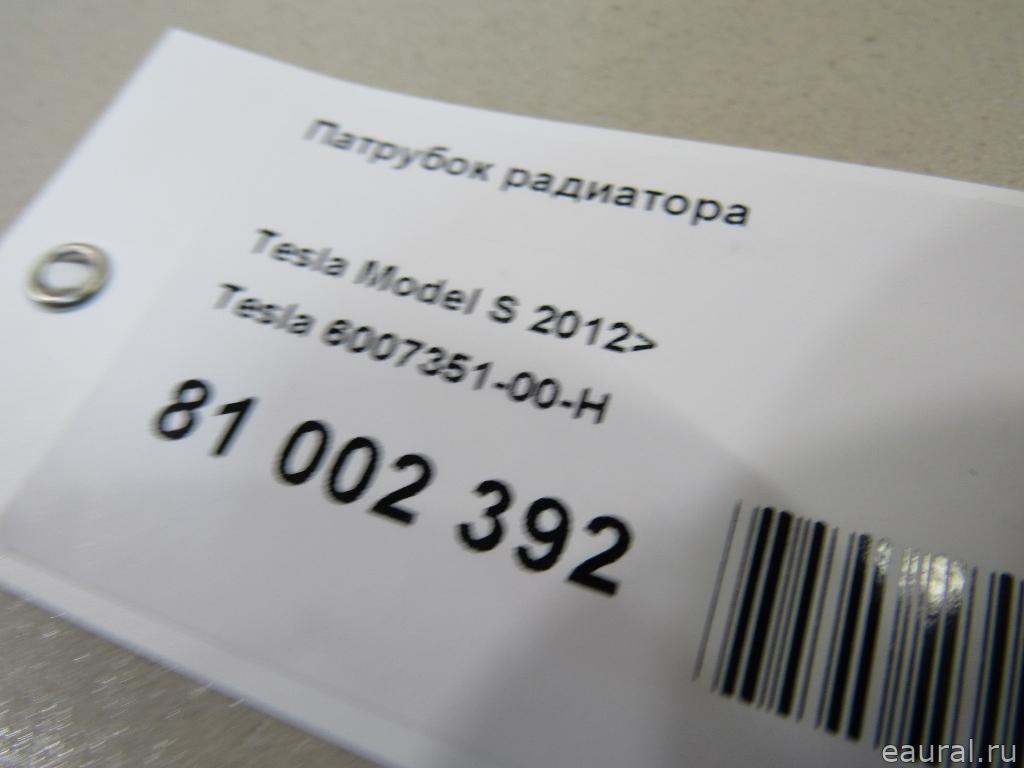 Патрубок радиатора
Tesla Model S 2012>
Tesla 6007351-00-H
81 002 392
eaural.ru